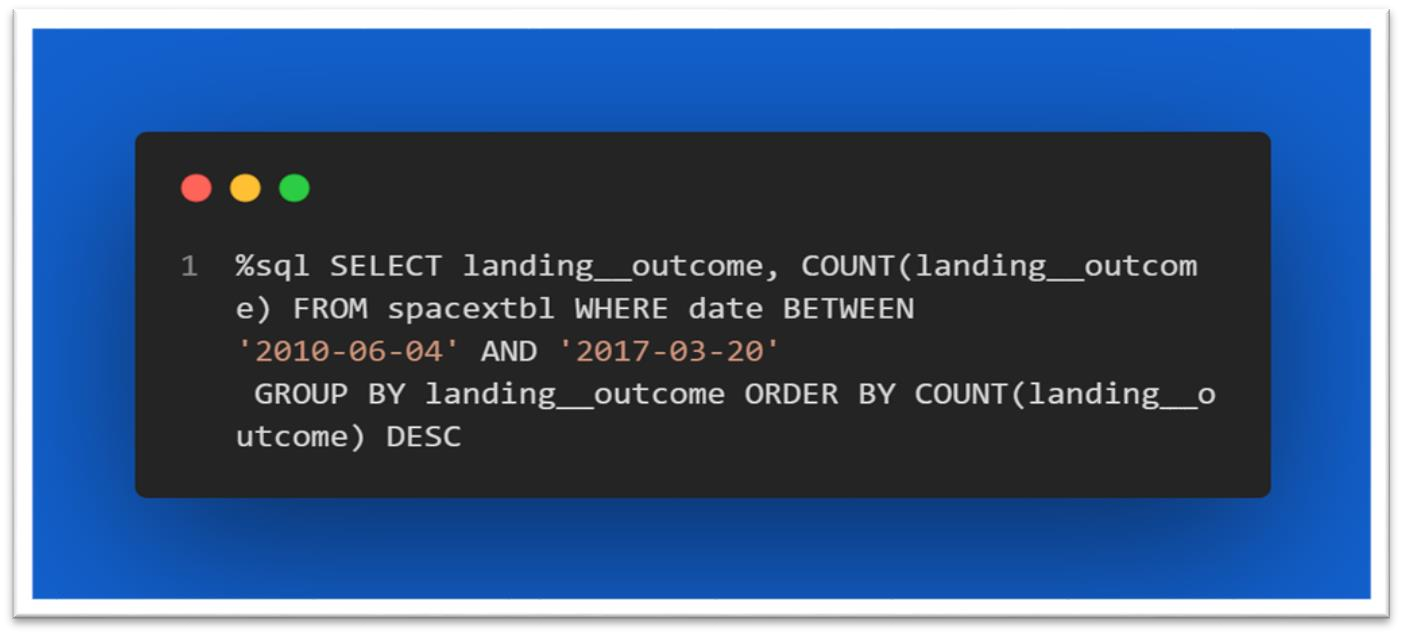 1 %sql SELECT landing__outcome, COUNT(landing__outcom
e) FROM spacextbl WHERE date BETWEEN
'2010-06-04' AND '2017-03-20'
GROUP BY landing__outcome ORDER BY COUNT(landing__o
utcome) DESC